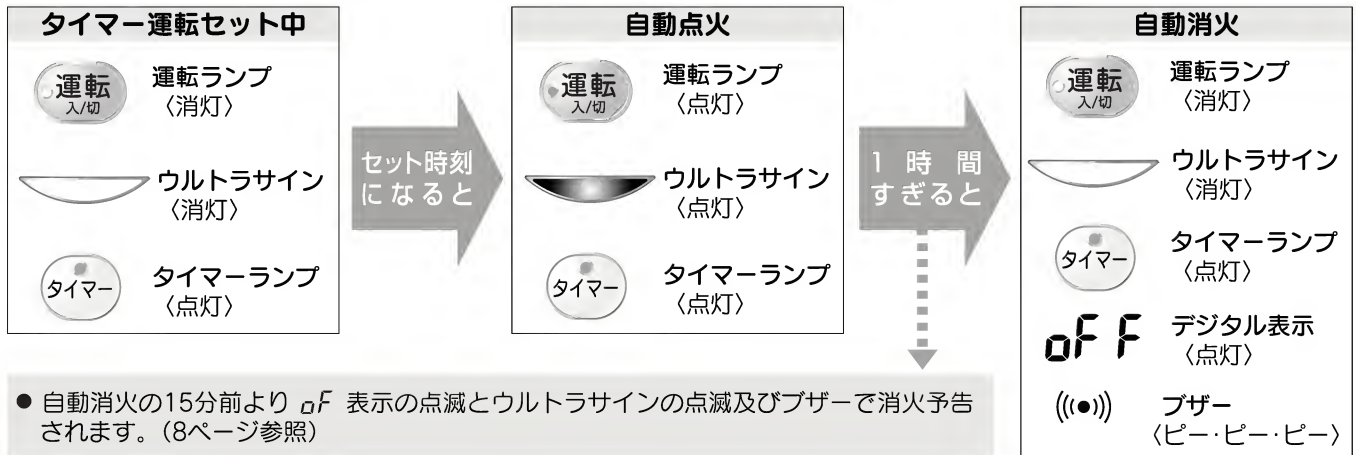 タイマー運転セット中
運転
入/切
運転ランプ
〈消灯〉
ウルトラサイン
〈消灯〉
タイマー
タイマーランプ
〈点灯〉
セット時刻
になると
自動点火
運転
入/切
運転ランプ
〈点灯〉
ウルトラサイン
〈点灯〉
タイマー
タイマーランプ
〈点灯〉
1時間
すぎると
自動消火
運転
入/切
運転ランプ
〈消灯〉
ウルトラサイン
〈消灯〉
タイマー
タイマーランプ
〈点灯〉
oFF
デジタル表示
〈点灯〉
ブザー
〈ピー・ピー・ピー〉
● 自動消火の15分前より oF 表示の点滅とウルトラサインの点滅及びブザーで消火予告
されます。(8ページ参照)